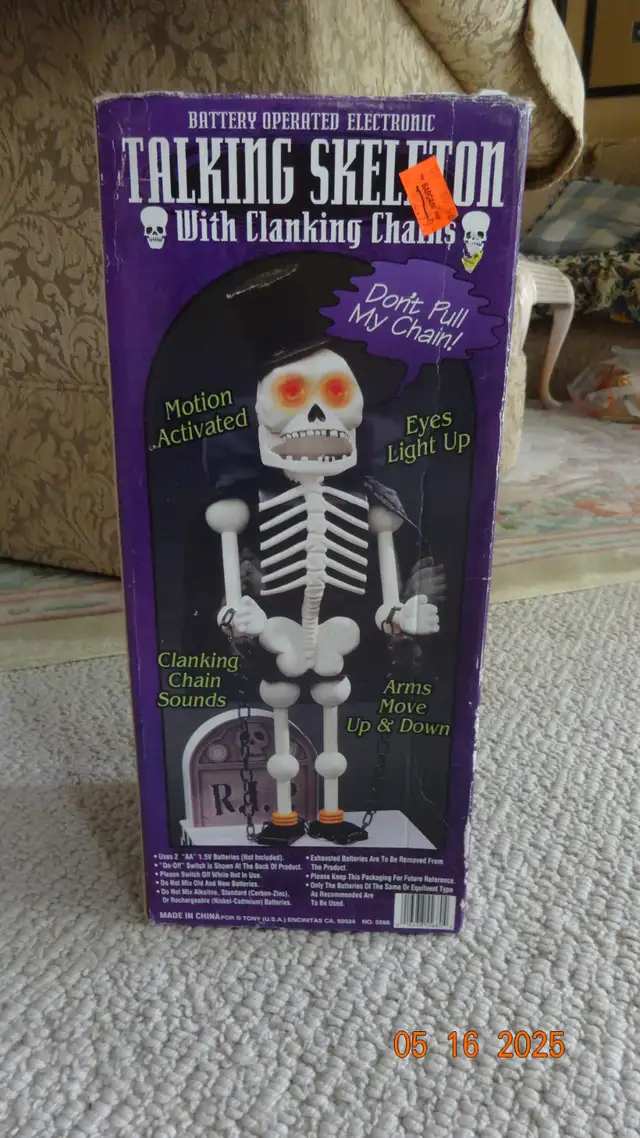 BATTERY OPERATED ELECTRONIC
TALKING SKELETON
With Clanking Chains
Don't Pull
My Chain!
Motion
Activated
Eyes
Light Up
Clanking
Chain
Sounds
Arms
Move
Up & Down
R.I.P
• Uses 2 "AA" 1.5V Batteries (Not Included).
• "On-Off" Switch is Shown At The Back Of Product.
• Please Switch Off While Not In Use.
• Do Not Mix Old And New Batteries.
• Do Not Mix Alkaline, Standard (Carbon-Zinc),
Or Rechargeable (Nickel-Cadmium) Batteries.
• Exhausted Batteries Are To Be Removed From
The Product.
• Please Keep This Packaging For Future Reference.
• Only The Batteries Of The Same Or Equilvent Type
As Recommended Are
To Be Used.
MADE IN CHINA FOR © TONY (U.S.A.) ENCINITAS CA. 92024 NO.
05 16 2025